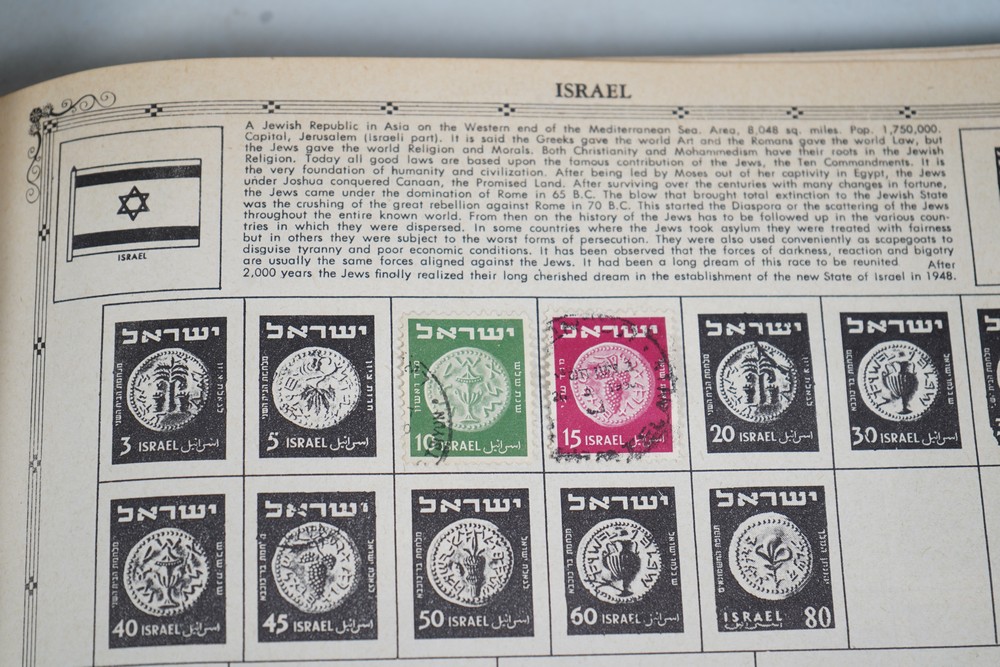 ISRAEL
A Jewish Republic in Asia on the Western end of the Mediterranean Sea. Area, 8,048 sq. miles. Pop. 1,750,000.
Capital, Jerusalem (Israeli part). It is said the Greeks gave the world Art and the Romans gave the world Law, but
the Jews gave the world Religion and Morals. Both Christianity and Mohammedism have their roots in the Jewish
Religion. Today all good laws are based upon the famous contribution of the Jews, the Ten Commandments. It is
the very foundation of humanity and civilization. After being led by Moses out of her captivity in Egypt, the Jews
under Joshua conquered Canaan, the Promised Land. After surviving over the centuries with many changes in fortune,
the Jews came under the domination of Rome in 65 B.C. The blow that brought total extinction to the Jewish State
was the crushing of the great rebellion against Rome in 70 B.C. This started the Diaspora or the scattering of the Jews
throughout the entire known world. From then on the history of the Jews has to be followed up in the various coun-
tries in which they were dispersed. In some countries where the Jews took asylum they were treated with fairness
but in others they were subject to the worst forms of persecution. They were also used conveniently as scapegoats to
disguise tyranny and poor economic conditions. It has been observed that the forces of darkness, reaction and bigotry
are usually the same forces aligned against the Jews. It had been a long dream of this race to be reunited After
2,000 years the Jews finally realized their long cherished dream in the establishment of the new State of Israel in 1948.
ISRAEL
ישראל
3 ISRAEL اسرائيل
ישראל
5 ISRAEL اسرائيل
ישראל
10 ISRAEL اسرائيل
ישראל
15 ISRAEL اسرائيل
ישראל
20 ISRAEL اسرائيل
ישראל
30 ISRAEL اسرائيل
ישראל
40 ISRAEL اسرائيل
ישראל
45 ISRAEL اسرائيل
ישראל
50 ISRAEL اسرائيل
ישראל
60 ISRAEL اسرائيل
ישראל
ISRAEL 80